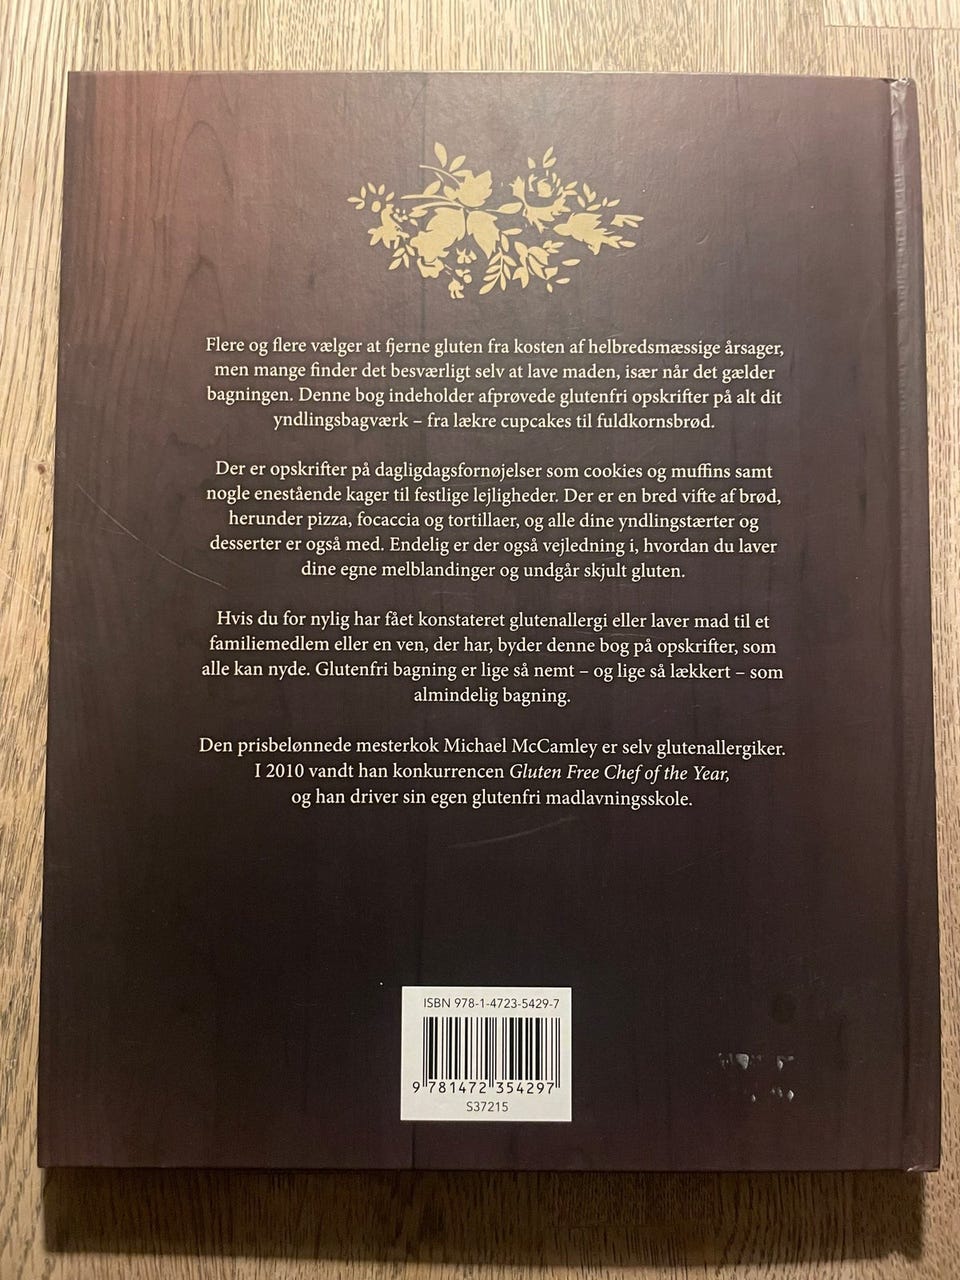 Flere og flere vælger at fjerne gluten fra kosten af helbredsmæssige årsager,
men mange finder det besværligt selv at lave maden, især når det gælder
bagningen. Denne bog indeholder afprøvede glutenfri opskrifter på alt dit
yndlingsbagværk – fra lækre cupcakes til fuldkornsbrød.
Der er opskrifter på dagligdagsfornøjelser som cookies og muffins samt
nogle enestående kager til festlige lejligheder. Der er en bred vifte af brød,
herunder pizza, focaccia og tortillaer, og alle dine yndlingstærter og
desserter er også med. Endelig er der også vejledning i, hvordan du laver
dine egne melblandinger og undgår skjult gluten.
Hvis du for nylig har fået konstateret glutenallergi eller laver mad til et
familiemedlem eller en ven, der har, byder denne bog på opskrifter, som
alle kan nyde. Glutenfri bagning er lige så nemt – og lige så lækkert – som
almindelig bagning.
Den prisbelønnede mesterkok Michael McCamley er selv glutenallergiker.
I 2010 vandt han konkurrencen Gluten Free Chef of the Year,
og han driver sin egen glutenfri madlavningsskole.
ISBN 978-1-4723-5429-7
9 781472 354297
S37215